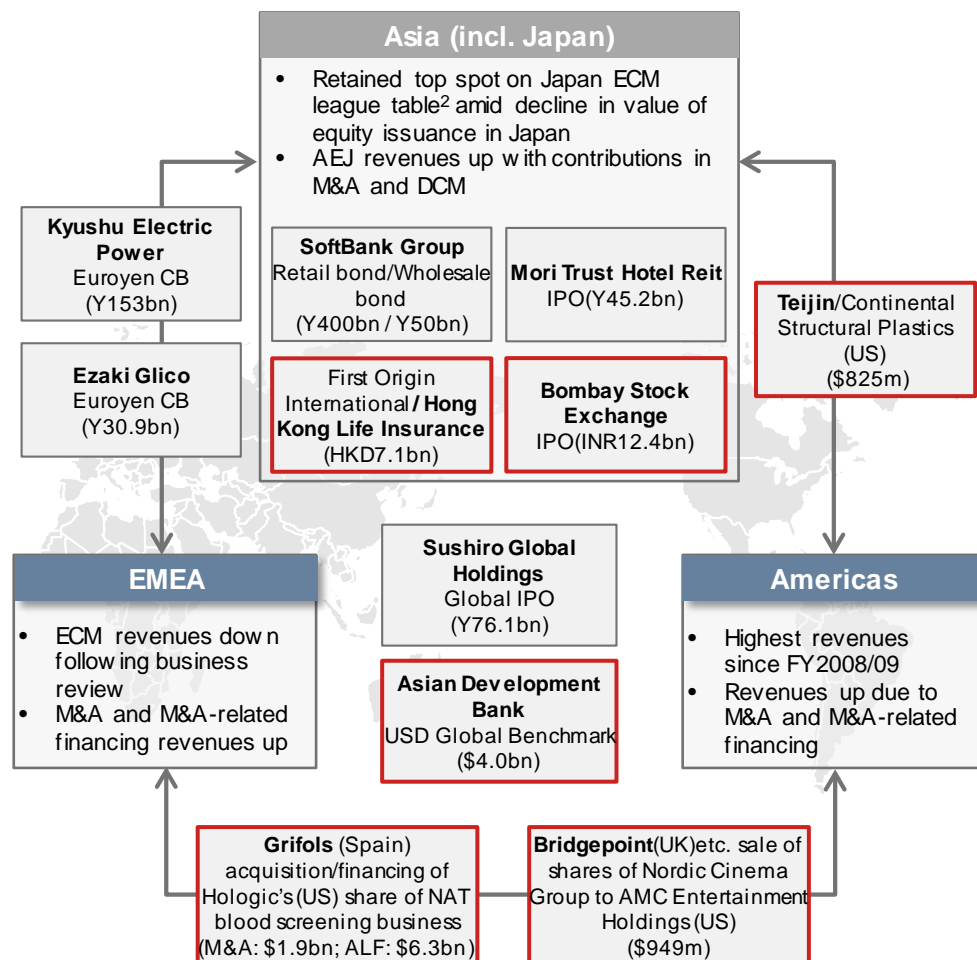 Asia (incl. Japan)
• Retained top spot on Japan ECM
league table² amid decline in value of
equity issuance in Japan
• AEJ revenues up with contributions in
M&A and DCM
Kyushu Electric
Power
Euroyen CB
(Y153bn)
SoftBank Group
Retail bond/Wholesale
bond
(Y400bn / Y50bn)
Mori Trust Hotel Reit
IPO(Y45.2bn)
Teijin/Continental
Structural Plastics
(US)
($825m)
Ezaki Glico
Euroyen CB
(Y30.9bn)
First Origin
International/ Hong
Kong Life Insurance
(HKD7.1bn)
Bombay Stock
Exchange
IPO(INR12.4bn)
Sushiro Global
Holdings
Global IPO
(Y76.1bn)
EMEA
• ECM revenues down
following business
review
• M&A and M&A-related
financing revenues up
Asian Development
Bank
USD Global Benchmark
($4.0bn)
Americas
• Highest revenues
since FY2008/09
• Revenues up due to
M&A and M&A-related
financing
Grifols (Spain)
acquisition/financing of
Hologic's (US) share of NAT
blood screening business
(M&A: $1.9bn; ALF: $6.3bn)
Bridgepoint(UK)etc. sale of
shares of Nordic Cinema
Group to AMC Entertainment
Holdings (US)
($949m)